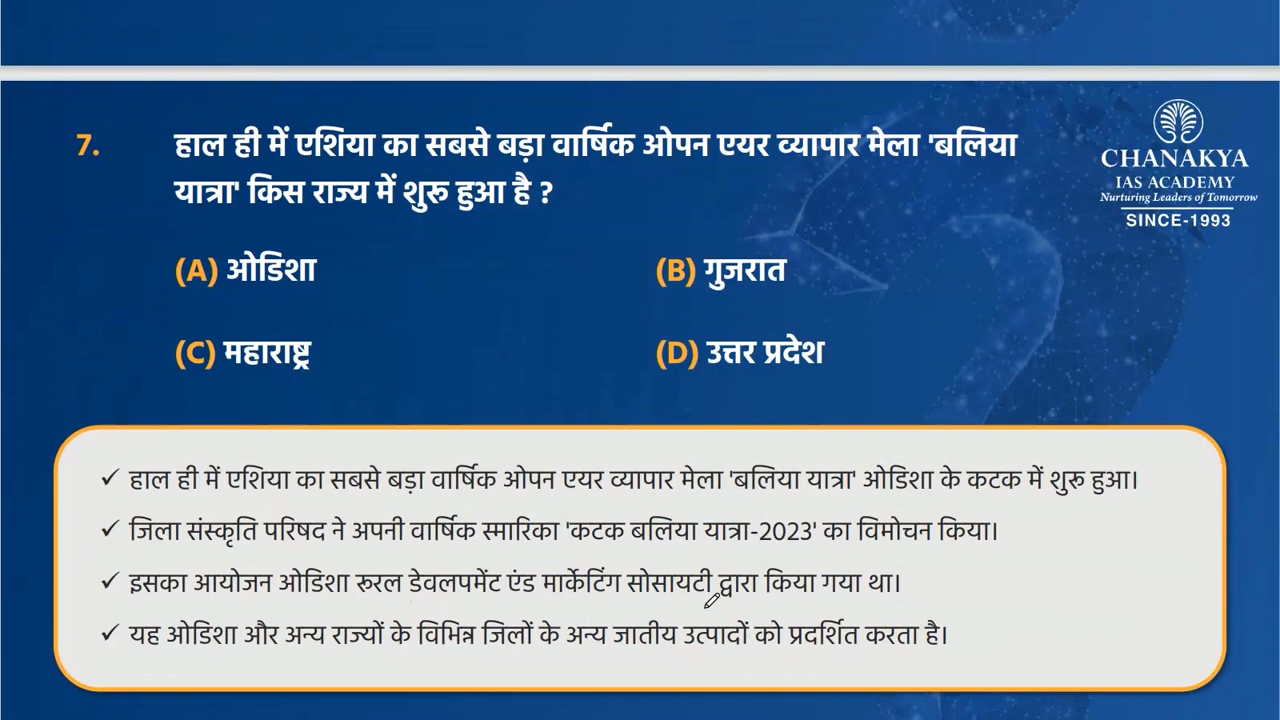 7. हाल ही में एशिया का सबसे बड़ा वार्षिक ओपन एयर व्यापार मेला 'बलिया
यात्रा' किस राज्य में शुरू हुआ है ?
(A) ओडिशा
(B) गुजरात
(C) महाराष्ट्र
(D) उत्तर प्रदेश
CHANAKYA
IAS ACADEMY
Nurturing Leaders of Tomorrow
SINCE-1993
✓ हाल ही में एशिया का सबसे बड़ा वार्षिक ओपन एयर व्यापार मेला 'बलिया यात्रा' ओडिशा के कटक में शुरू हुआ।
✓ जिला संस्कृति परिषद ने अपनी वार्षिक स्मारिका 'कटक बलिया यात्रा-2023' का विमोचन किया।
✓ इसका आयोजन ओडिशा रूरल डेवलपमेंट एंड मार्केटिंग सोसायटी द्वारा किया गया था।
✓ यह ओडिशा और अन्य राज्यों के विभिन्न जिलों के अन्य जातीय उत्पादों को प्रदर्शित करता है।